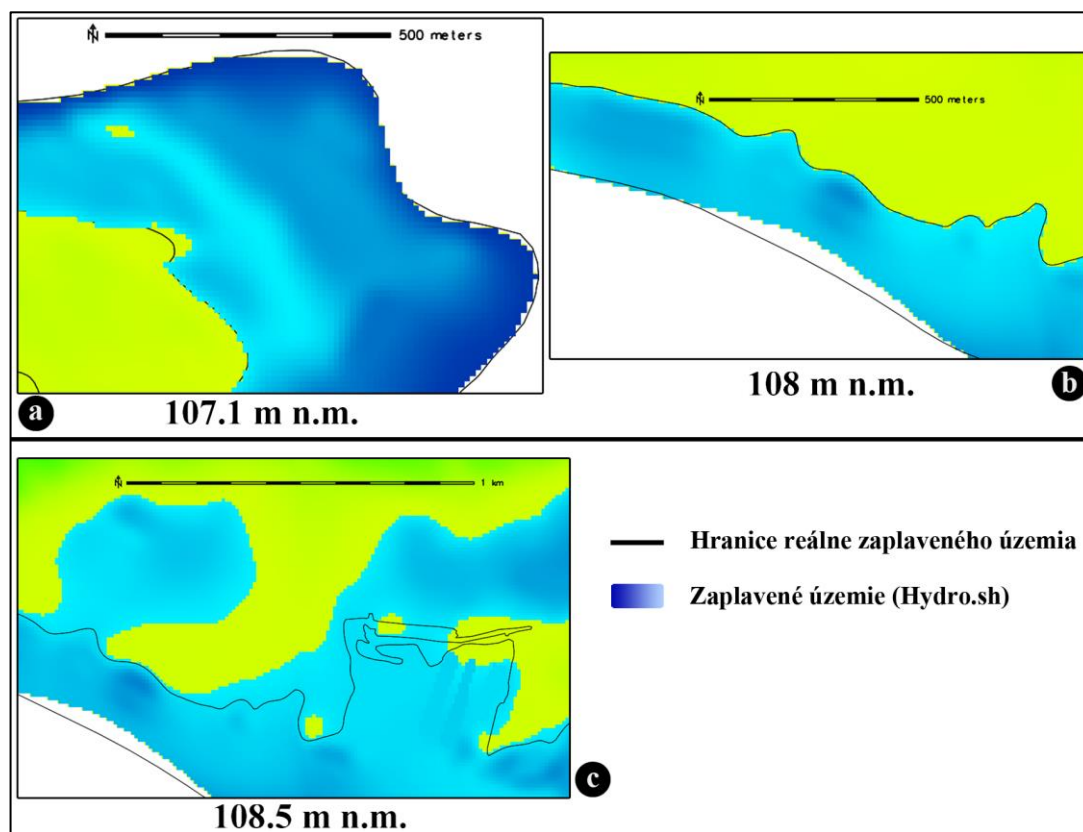 N
500 meters
a
107.1 m n.m.
N
500 meters
108 m n.m.
b
N
1 km
c
108.5 m n.m.
Hranice reálne zaplaveného územia
Zaplavené územie (Hydro.sh)